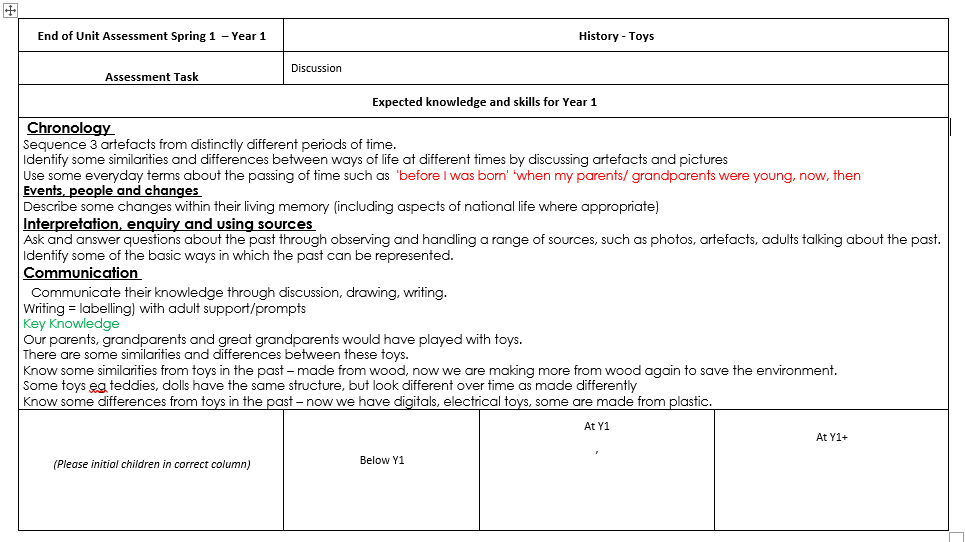 End of Unit Assessment Spring 1 – Year 1
History - Toys
Assessment Task
Discussion
Expected knowledge and skills for Year 1
Chronology
Sequence 3 artefacts from distinctly different periods of time.
Identify some similarities and differences between ways of life at different times by discussing artefacts and pictures
Use some everyday terms about the passing of time such as 'before I was born' 'when my parents/ grandparents were young, now, then
Events, people and changes
Describe some changes within their living memory (including aspects of national life where appropriate)
Interpretation, enquiry and using sources
Ask and answer questions about the past through observing and handling a range of sources, such as photos, artefacts, adults talking about the past.
Identify some of the basic ways in which the past can be represented.
Communication
Communicate their knowledge through discussion, drawing, writing.
Writing = labelling) with adult support/prompts
Key Knowledge
Our parents, grandparents and great grandparents would have played with toys.
There are some similarities and differences between these toys.
Know some similarities from toys in the past – made from wood, now we are making more from wood again to save the environment.
Some toys eg teddies, dolls have the same structure, but look different over time as made differently
Know some differences from toys in the past – now we have digitals, electrical toys, some are made from plastic.
(Please initial children in correct column)
Below Y1
At Y1
,
At Y1+